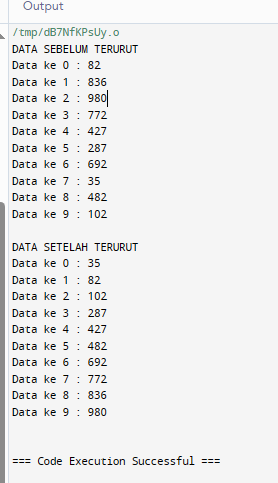 Output
/tmp/dB7NfKPsUy.o
DATA SEBELUM TERURUT
Data ke 0 : 82
Data ke 1 : 836
Data ke 2 : 980
Data ke 3 : 772
Data ke 4 : 427
Data ke 5 : 287
Data ke 6 : 692
Data ke 7 : 35
Data ke 8 : 482
Data ke 9 : 102
DATA SETELAH TERURUT
Data ke 0 : 35
Data ke 1 : 82
Data ke 2 : 102
Data ke 3 : 287
Data ke 4 : 427
Data ke 5 : 482
Data ke 6 : 692
Data ke 7 : 772
Data ke 8 : 836
Data ke 9 : 980
=== Code Execution Successful ===